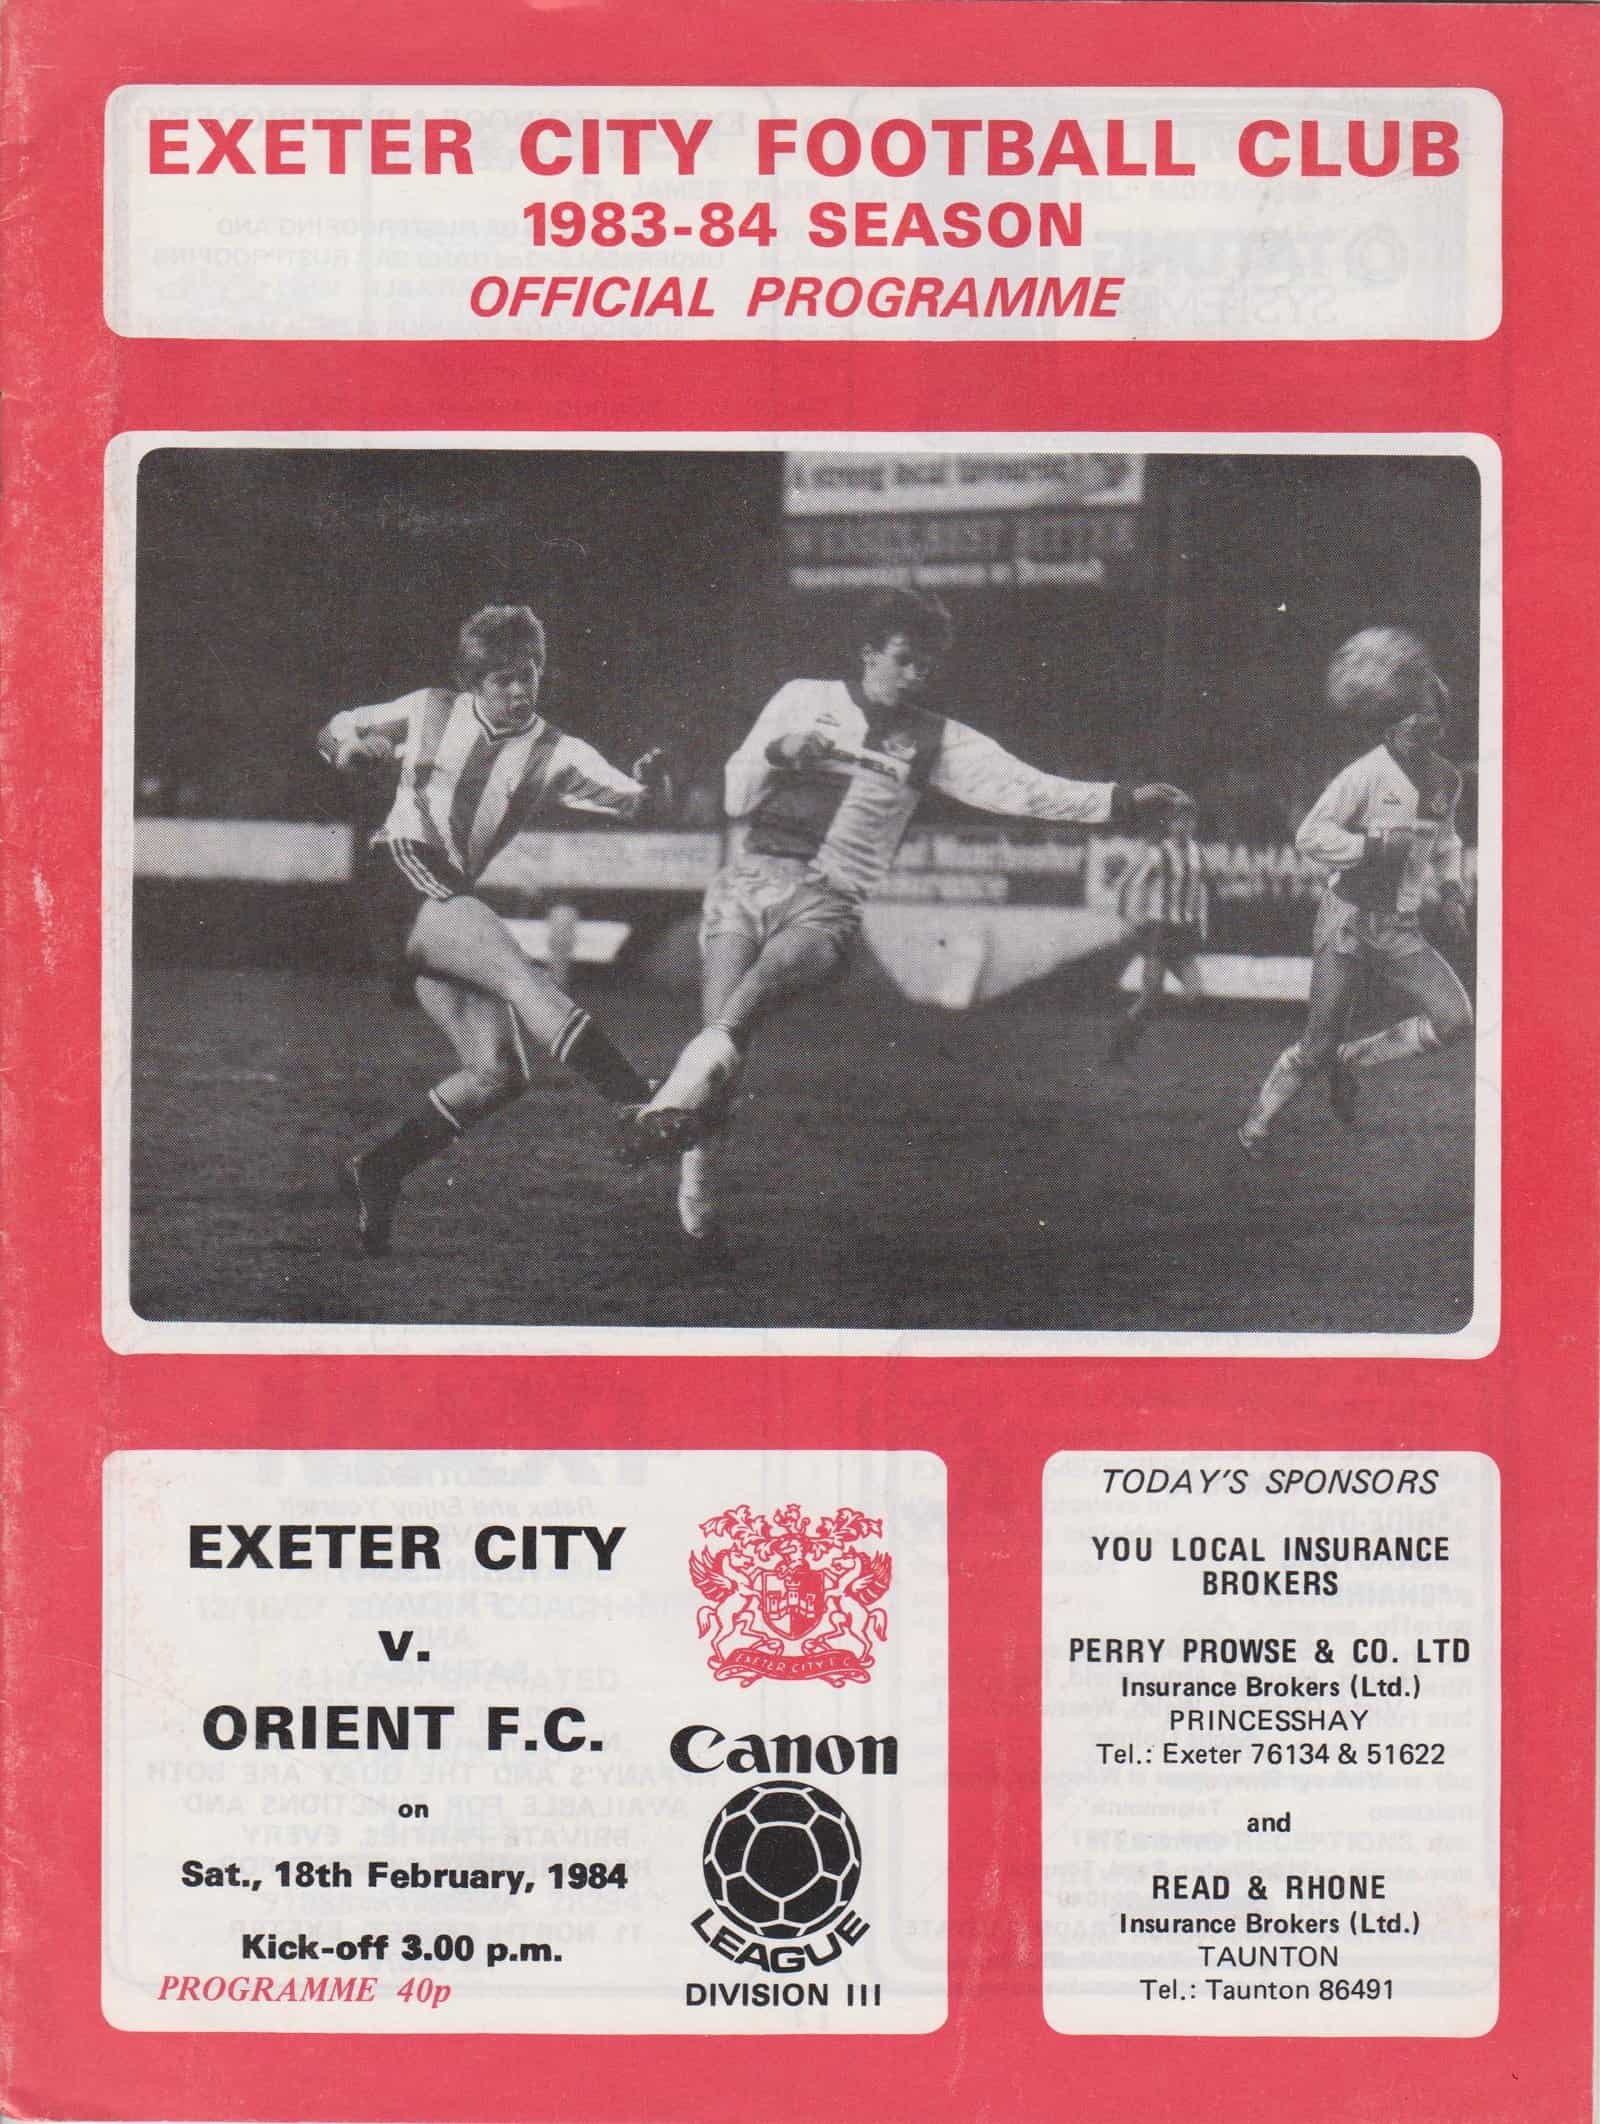 EXETER CITY FOOTBALL CLUB
1983-84 SEASON
OFFICIAL PROGRAMME
EXETER CITY
v.
ORIENT F.C.
on
Sat., 18th February, 1984
Kick-off 3.00 p.m.
PROGRAMME 40p
EXETER CITY F.C.
Canon
LEAGUE
DIVISION III
TODAY'S SPONSORS
YOU LOCAL INSURANCE
BROKERS
PERRY PROWSE & CO. LTD
Insurance Brokers (Ltd.)
PRINCESSHAY
Tel.: Exeter 76134 & 51622
and
READ & RHONE
Insurance Brokers (Ltd.)
TAUNTON
Tel.: Taunton 86491